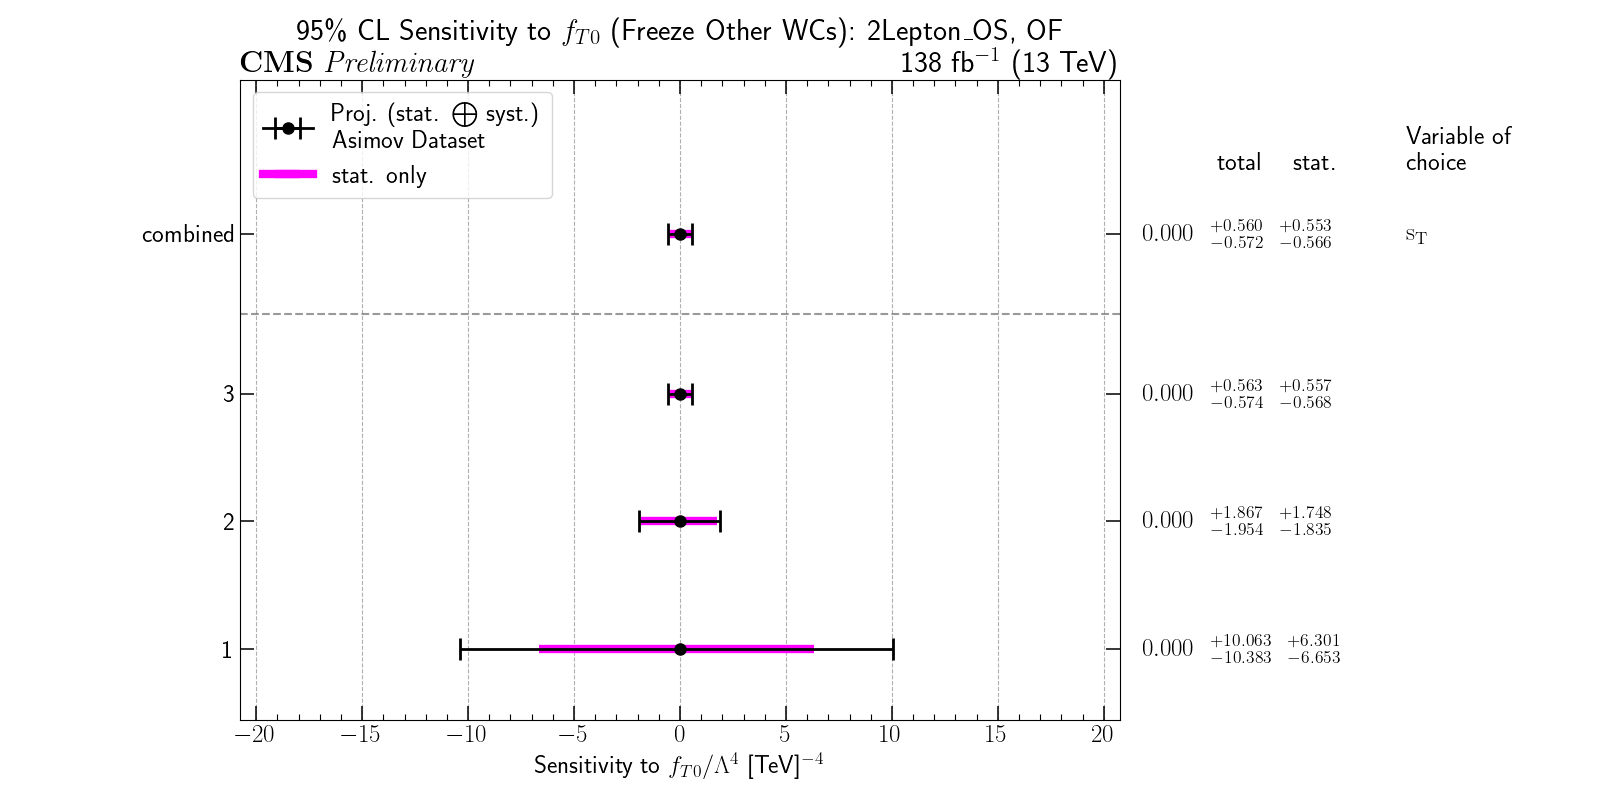 95% CL Sensitivity to f_{T0} (Freeze Other WCs): 2Lepton_OS, OF
CMS Preliminary 138 fb^{−1} (13 TeV)
Proj. (stat. ⨁ syst.)
Asimov Dataset
stat. only
Variable of
total stat. choice
combined 0.000 +0.560 −0.572 +0.553 −0.566 s_T
3 0.000 +0.563 −0.574 +0.557 −0.568
2 0.000 +1.867 −1.954 +1.748 −1.835
1 0.000 +10.063 −10.383 +6.301 −6.653
−20 −15 −10 −5 0 5 10 15 20
Sensitivity to f_{T0}/Λ^4 [TeV]^{−4}